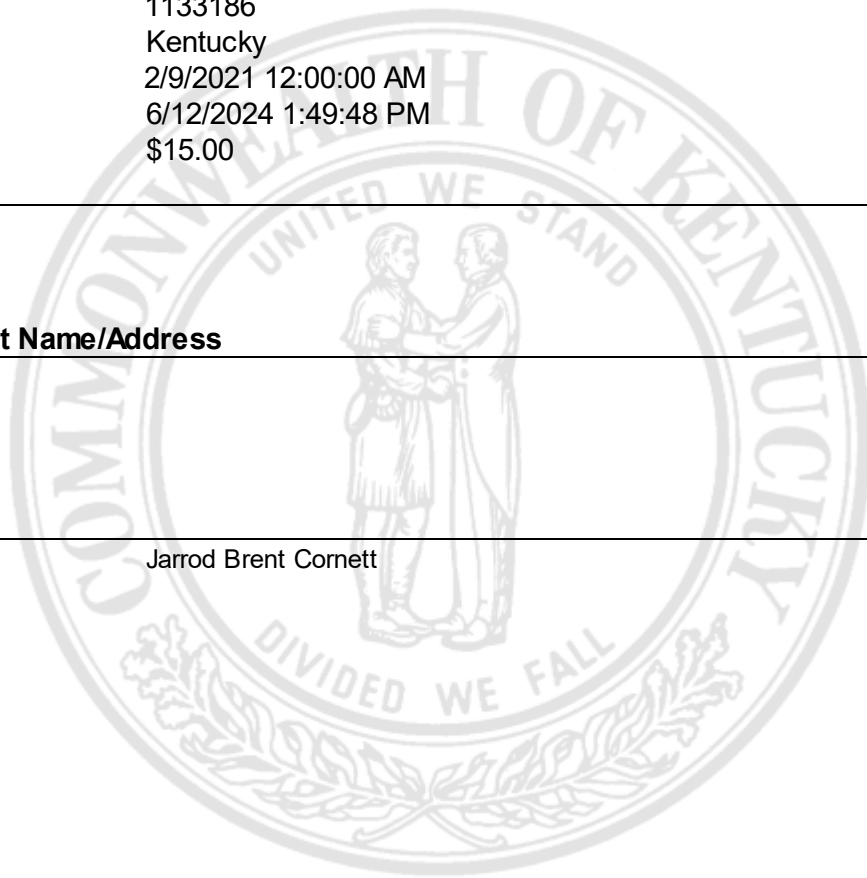 1133186
Kentucky
2/9/2021 12:00:00 AM
6/12/2024 1:49:48 PM
$15.00
t Name/Address
Jarrod Brent Cornett
COMMONWEALTH OF KENTUCKY
UNITED WE STAND
DIVIDED WE FALL